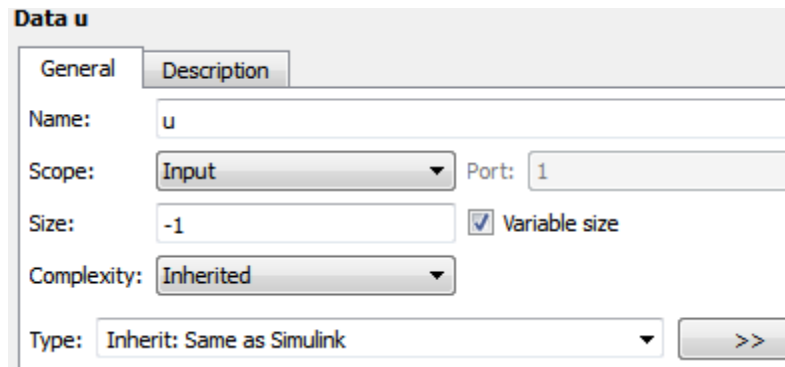 Data u
General Description
Name: u
Scope: Input Port: 1
Size: -1 Variable size
Complexity: Inherited
Type: Inherit: Same as Simulink >>